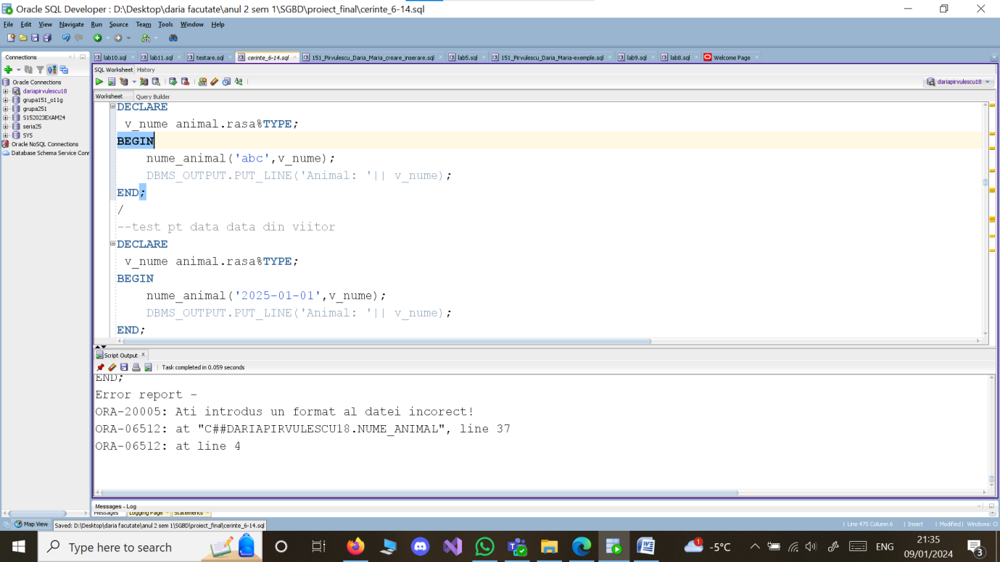 Oracle SQL Developer : D:\Desktop\daria facutate\anul 2 sem 1\SGBD\proiect_final\cerinte_6-14.sql
File Edit View Navigate Run Source Team Tools Window Help
Connections
lab10.sql lab11.sql testare.sql cerinte_6-14.sql 151_Pirvulescu_Daria_Maria_creare_inserare.sql lab5.sql 151_Pirvulescu_Daria_Maria-exemple.sql lab9.sql lab8.sql Welcome Page
SQL Worksheet History
Oracle Connections
dariapirvulescu18
grupa151_o11g
grupa251
S152023EXAM24
seria25
SYS
Oracle NoSQL Connections
Database Schema Service Conn
dariapirvulescu18
Worksheet Query Builder
DECLARE
v_nume animal.rasa%TYPE;
BEGIN
nume_animal('abc',v_nume);
DBMS_OUTPUT.PUT_LINE('Animal: '|| v_nume);
END;
/
--test pt data data din viitor
DECLARE
v_nume animal.rasa%TYPE;
BEGIN
nume_animal('2025-01-01',v_nume);
DBMS_OUTPUT.PUT_LINE('Animal: '|| v_nume);
END;
Script Output
Task completed in 0.059 seconds
END;
Error report -
ORA-20005: Ati introdus un format al datei incorect!
ORA-06512: at "C##DARIAPIRVULESCU18.NUME_ANIMAL", line 37
ORA-06512: at line 4
Messages - Log
Messages Logging Page Statements
Map View Saved: D:\Desktop\daria facutate\anul 2 sem 1\SGBD\proiect_final\cerinte_6-14.sql
Line 475 Column 6 Insert Modified Windows:
Type here to search
1 -5°C ENG 21:35
09/01/2024
3